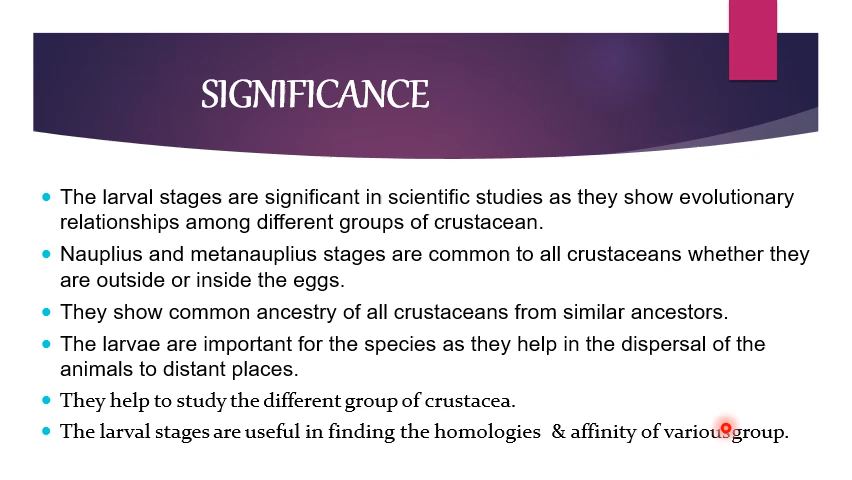 SIGNIFICANCE
The larval stages are significant in scientific studies as they show evolutionary
relationships among different groups of crustacean.
Nauplius and metanauplius stages are common to all crustaceans whether they
are outside or inside the eggs.
They show common ancestry of all crustaceans from similar ancestors.
The larvae are important for the species as they help in the dispersal of the
animals to distant places.
They help to study the different group of crustacea.
The larval stages are useful in finding the homologies & affinity of various group.